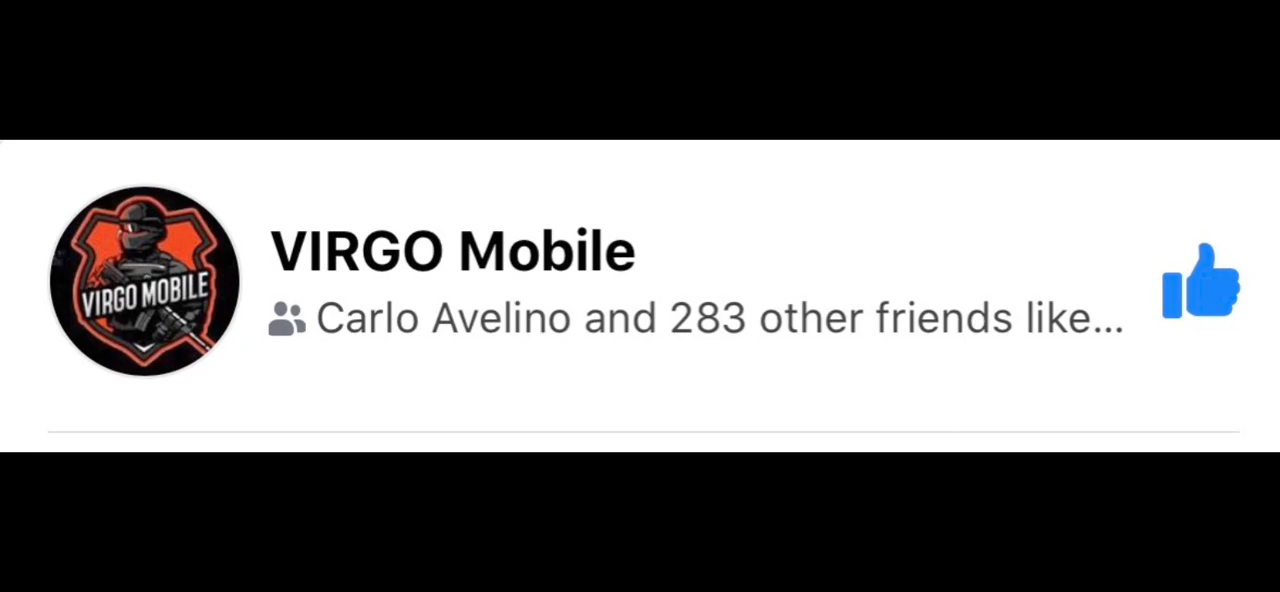 VIRGO MOBILE
VIRGO Mobile
Carlo Avelino and 283 other friends like...